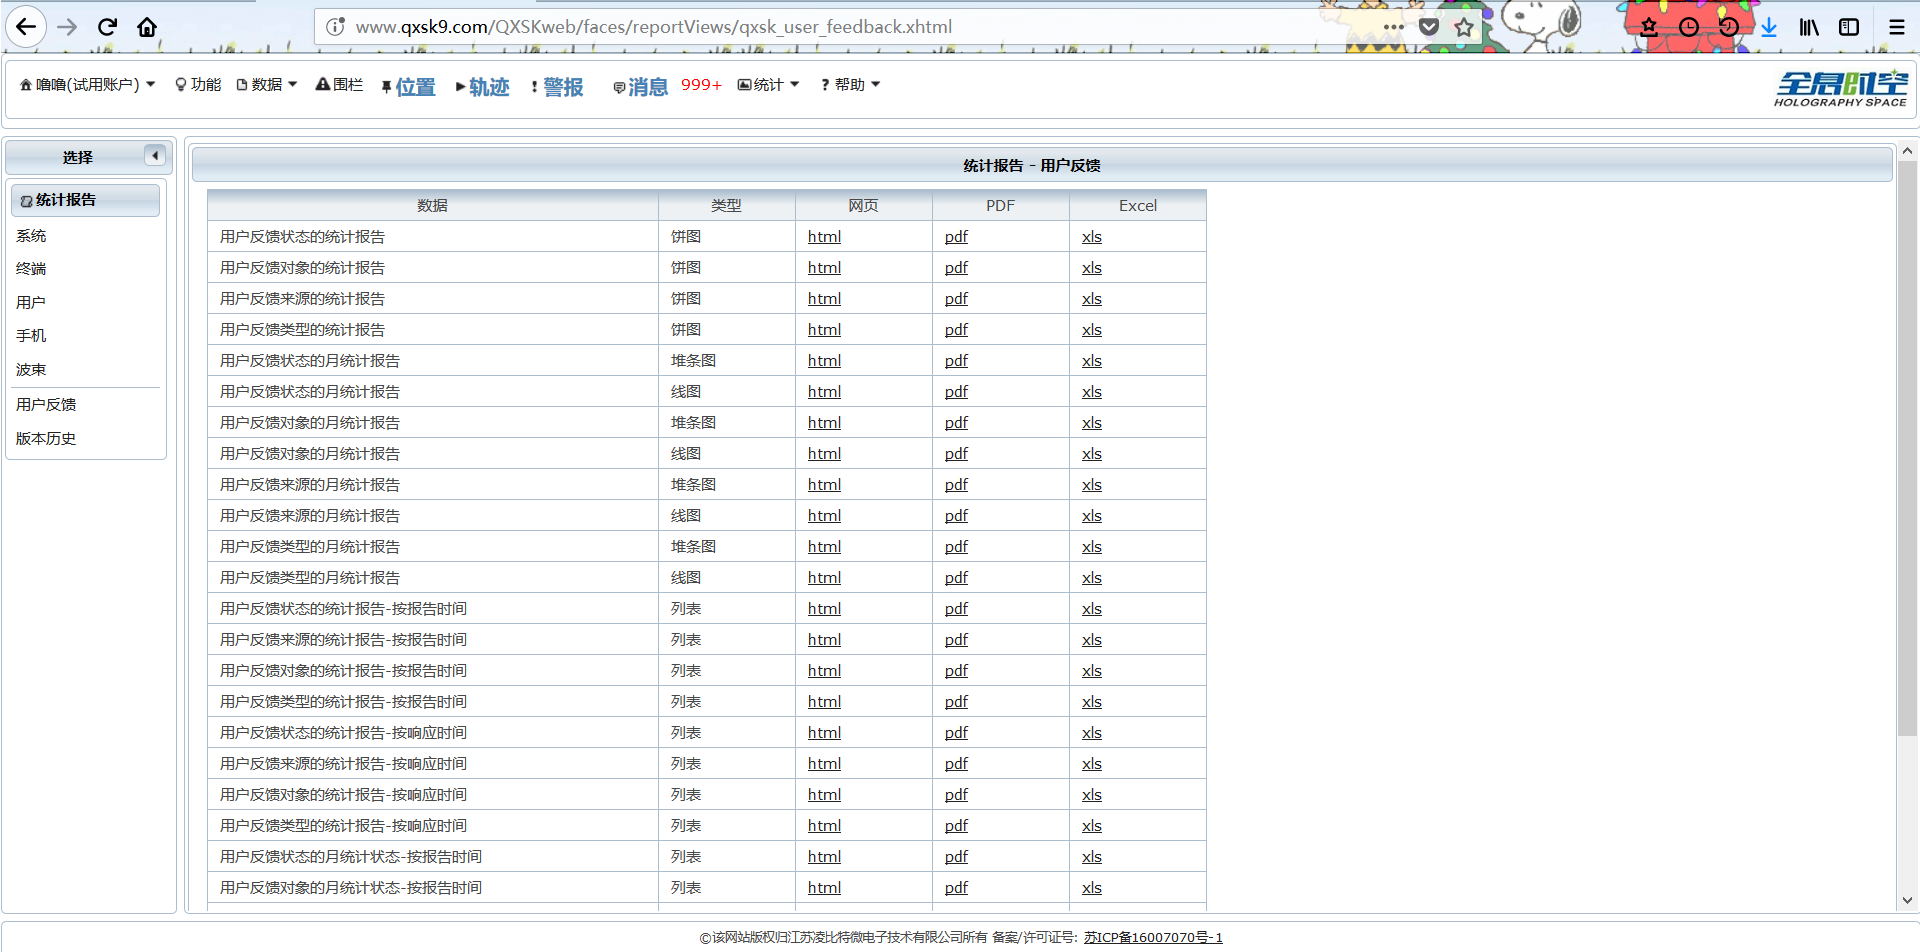 www.qxsk9.com/QXSKweb/faces/reportViews/qxsk_user_feedback.xhtml
噜噜(试用账户) 功能 数据 围栏 位置 轨迹 警报 消息 999+ 统计 ? 帮助
全息时空
HOLOGRAPHY SPACE
选择
统计报告
系统
终端
用户
手机
波束
用户反馈
版本历史
统计报告 - 用户反馈
数据 类型 网页 PDF Excel
用户反馈状态的统计报告 饼图 html pdf xls
用户反馈对象的统计报告 饼图 html pdf xls
用户反馈来源的统计报告 饼图 html pdf xls
用户反馈类型的统计报告 饼图 html pdf xls
用户反馈状态的月统计报告 堆条图 html pdf xls
用户反馈状态的月统计报告 线图 html pdf xls
用户反馈对象的月统计报告 堆条图 html pdf xls
用户反馈对象的月统计报告 线图 html pdf xls
用户反馈来源的月统计报告 堆条图 html pdf xls
用户反馈来源的月统计报告 线图 html pdf xls
用户反馈类型的月统计报告 堆条图 html pdf xls
用户反馈类型的月统计报告 线图 html pdf xls
用户反馈状态的统计报告-按报告时间 列表 html pdf xls
用户反馈来源的统计报告-按报告时间 列表 html pdf xls
用户反馈对象的统计报告-按报告时间 列表 html pdf xls
用户反馈类型的统计报告-按报告时间 列表 html pdf xls
用户反馈状态的统计报告-按响应时间 列表 html pdf xls
用户反馈来源的统计报告-按响应时间 列表 html pdf xls
用户反馈对象的统计报告-按响应时间 列表 html pdf xls
用户反馈类型的统计报告-按响应时间 列表 html pdf xls
用户反馈状态的月统计状态-按报告时间 列表 html pdf xls
用户反馈对象的月统计状态-按报告时间 列表 html pdf xls
©该网站版权归江苏凌比特微电子技术有限公司所有 备案/许可证号: 苏ICP备16007070号-1